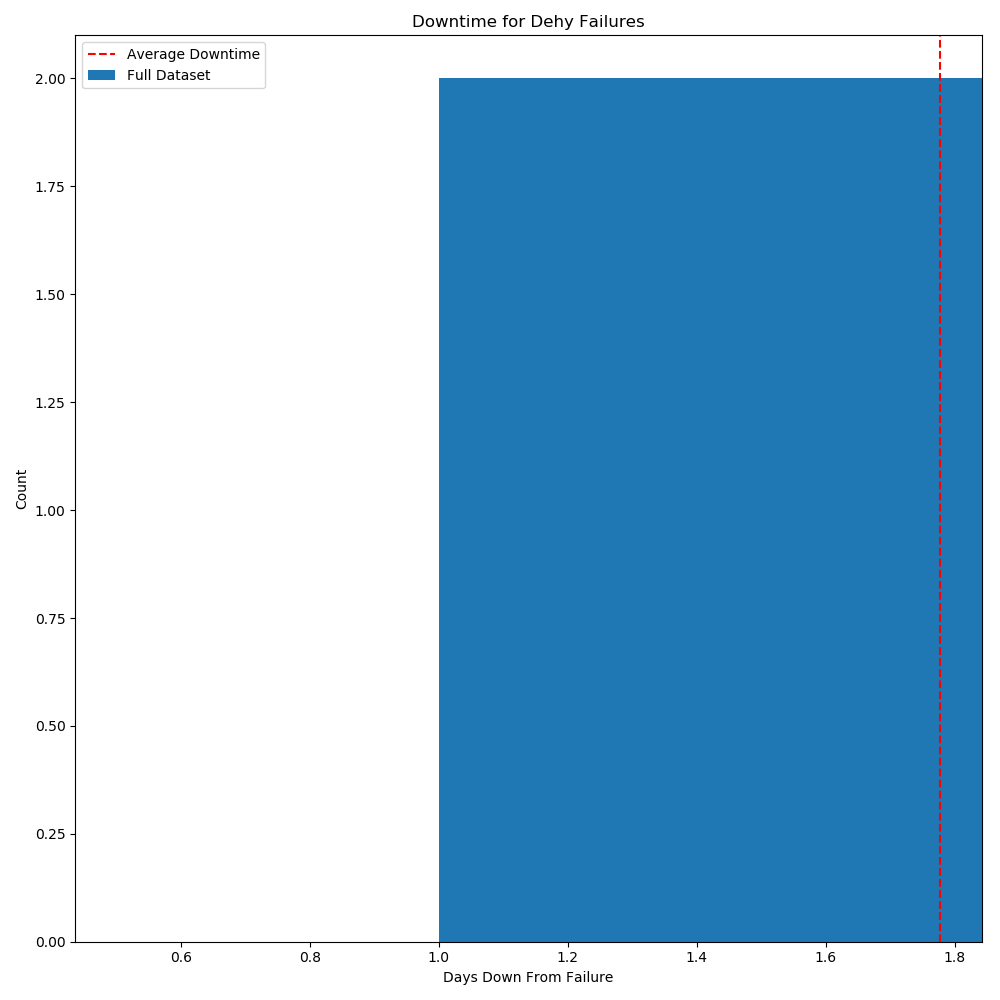 Downtime for Dehy Failures
Average Downtime
Full Dataset
2.00
1.75
1.50
1.25
1.00
0.75
0.50
0.25
0.00
Count
0.6 0.8 1.0 1.2 1.4 1.6 1.8
Days Down From Failure